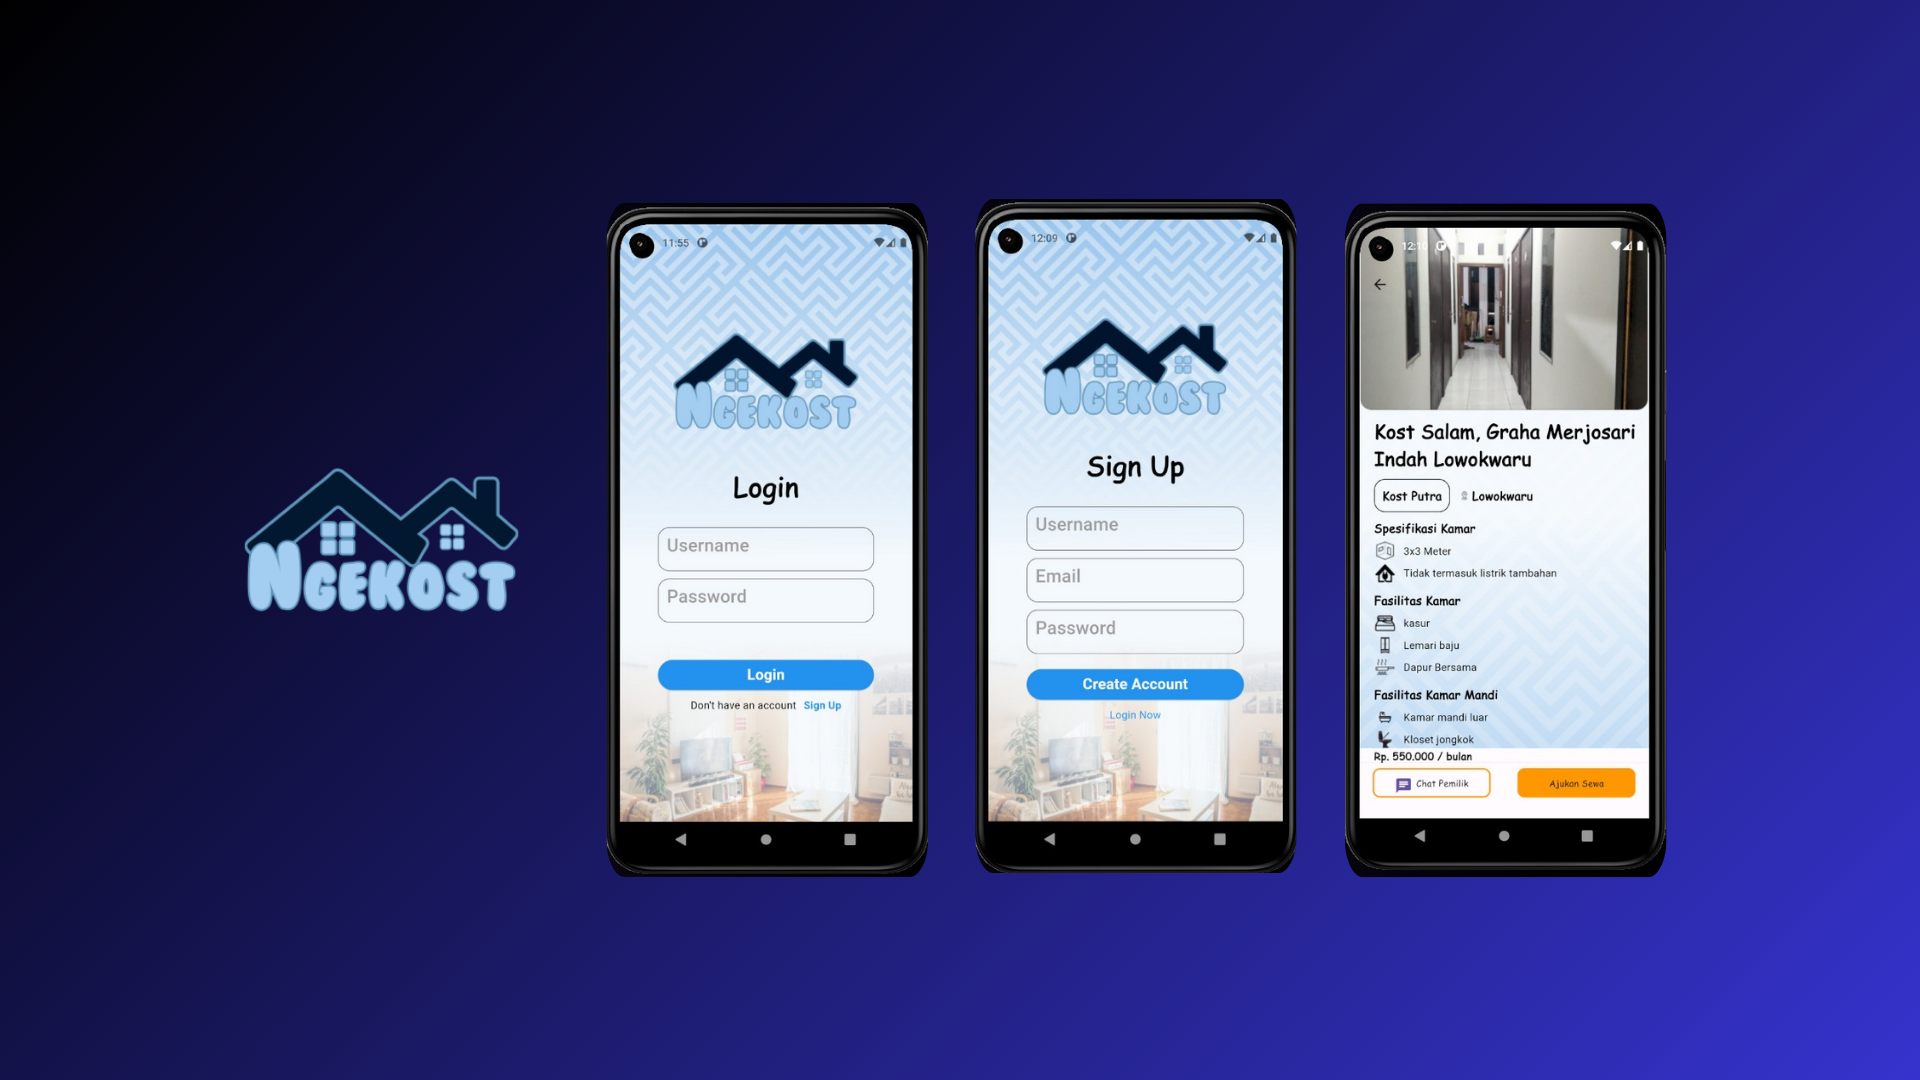 NGEKOST
11:55
NGEKOST
Login
Username
Password
Login
Don't have an account Sign Up
12:09
NGEKOST
Sign Up
Username
Email
Password
Create Account
Login Now
Kost Salam, Graha Merjosari
Indah Lowokwaru
Kost Putra
Lowokwaru
Spesifikasi Kamar
3x3 Meter
Tidak termasuk listrik tambahan
Fasilitas Kamar
kasur
Lemari baju
Dapur Bersama
Fasilitas Kamar Mandi
Kamar mandi luar
Kloset jongkok
Rp. 550.000 / bulan
Chat Pemilik
Ajukan Sewa